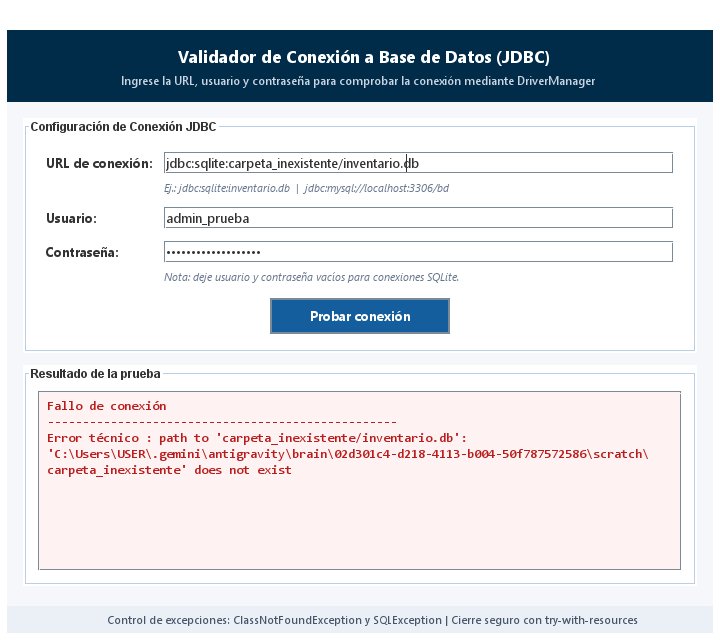 Validador de Conexión a Base de Datos (JDBC)
Ingrese la URL, usuario y contraseña para comprobar la conexión mediante DriverManager
Configuración de Conexión JDBC
URL de conexión: jdbc:sqlite:carpeta_inexistente/inventario.db
Ej.: jdbc:sqlite:inventario.db | jdbc:mysql://localhost:3306/bd
Usuario: admin_prueba
Contraseña: •••••••••••••••••••
Nota: deje usuario y contraseña vacíos para conexiones SQLite.
Probar conexión
Resultado de la prueba
Fallo de conexión
--------------------------------------------------
Error técnico : path to 'carpeta_inexistente/inventario.db':
'C:\Users\USER\.gemini\antigravity\brain\02d301c4-d218-4113-b004-50f787572586\scratch\
carpeta_inexistente' does not exist
Control de excepciones: ClassNotFoundException y SQLException | Cierre seguro con try-with-resources